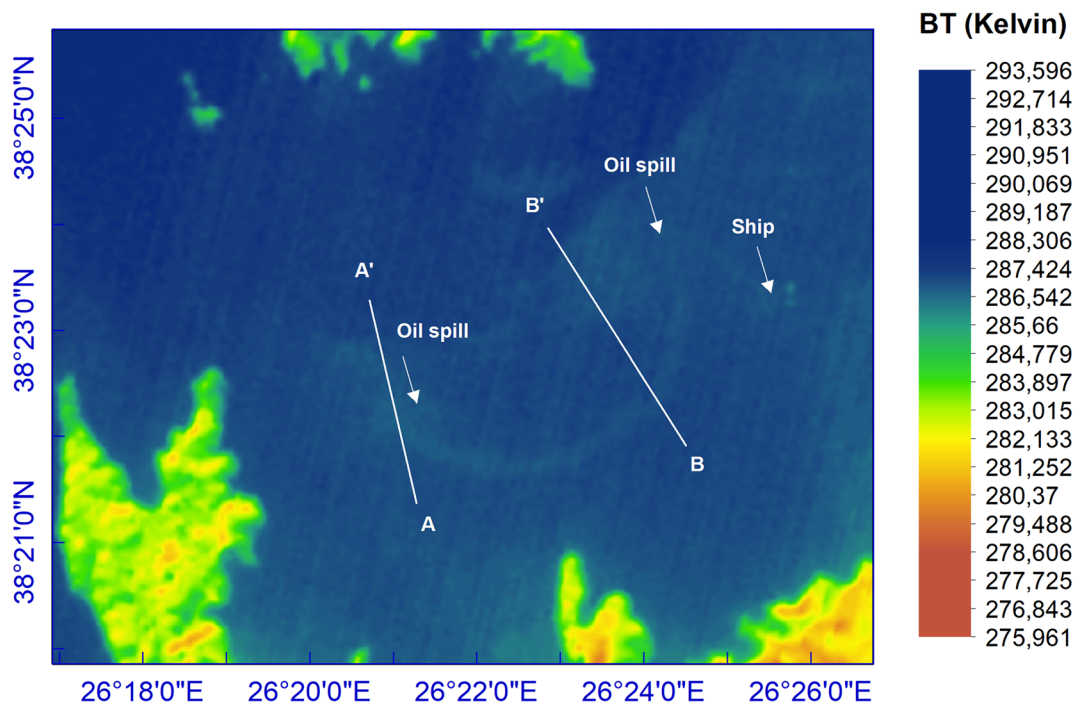 BT (Kelvin)
293,596
292,714
291,833
290,951
290,069
289,187
288,306
287,424
286,542
285,66
284,779
283,897
283,015
282,133
281,252
280,37
279,488
278,606
277,725
276,843
275,961
38°25'0"N
38°23'0"N
38°21'0"N
Oil spill
B'
Ship
A'
Oil spill
B
A
26°18'0"E
26°20'0"E
26°22'0"E
26°24'0"E
26°26'0"E